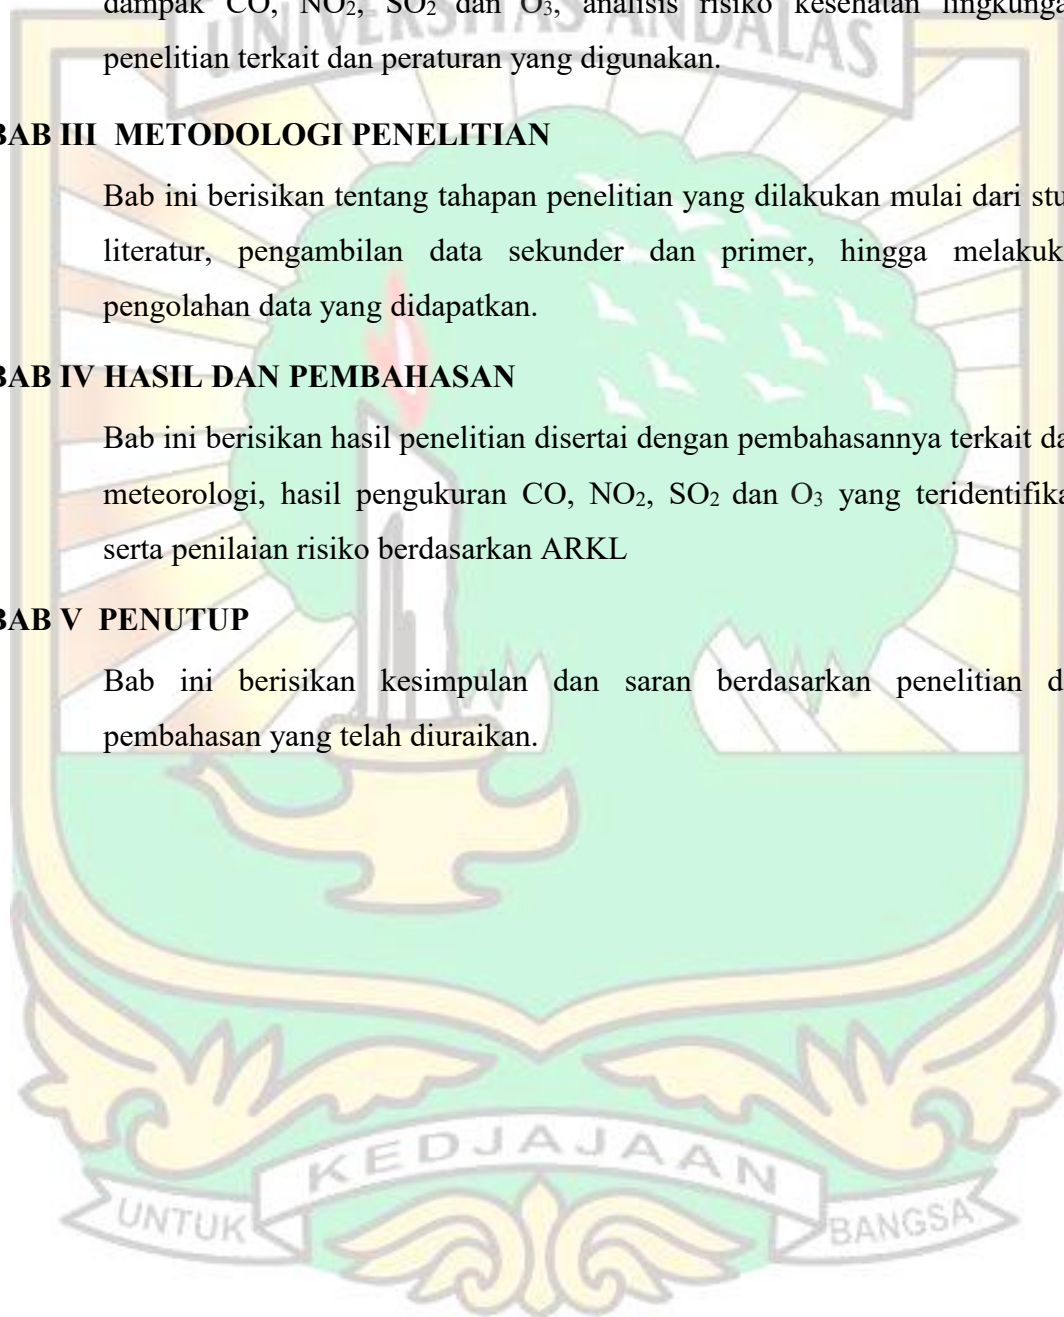 UNIVERSITAS ANDALAS
dampak CO, NO₂, SO₂ dan O₃, analisis risiko kesehatan lingkunga
penelitian terkait dan peraturan yang digunakan.
BAB III METODOLOGI PENELITIAN
Bab ini berisikan tentang tahapan penelitian yang dilakukan mulai dari stu
literatur, pengambilan data sekunder dan primer, hingga melakuk
pengolahan data yang didapatkan.
BAB IV HASIL DAN PEMBAHASAN
Bab ini berisikan hasil penelitian disertai dengan pembahasannya terkait da
meteorologi, hasil pengukuran CO, NO₂, SO₂ dan O₃ yang teridentifika
serta penilaian risiko berdasarkan ARKL
BAB V PENUTUP
Bab ini berisikan kesimpulan dan saran berdasarkan penelitian d
pembahasan yang telah diuraikan.
UNTUK KEDJAJAAN BANGSA